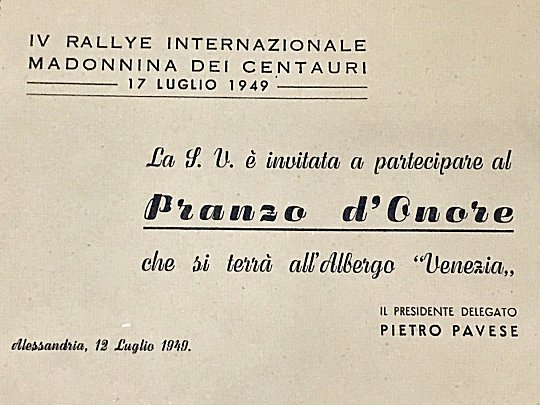 IV RALLYE INTERNAZIONALE
MADONNINA DEI CENTAURI
17 LUGLIO 1949
La S. V. è invitata a partecipare al
Pranzo d'Onore
che si terrà all'Albergo “Venezia„
IL PRESIDENTE DELEGATO
PIETRO PAVESE
Alessandria, 12 Luglio 1949.